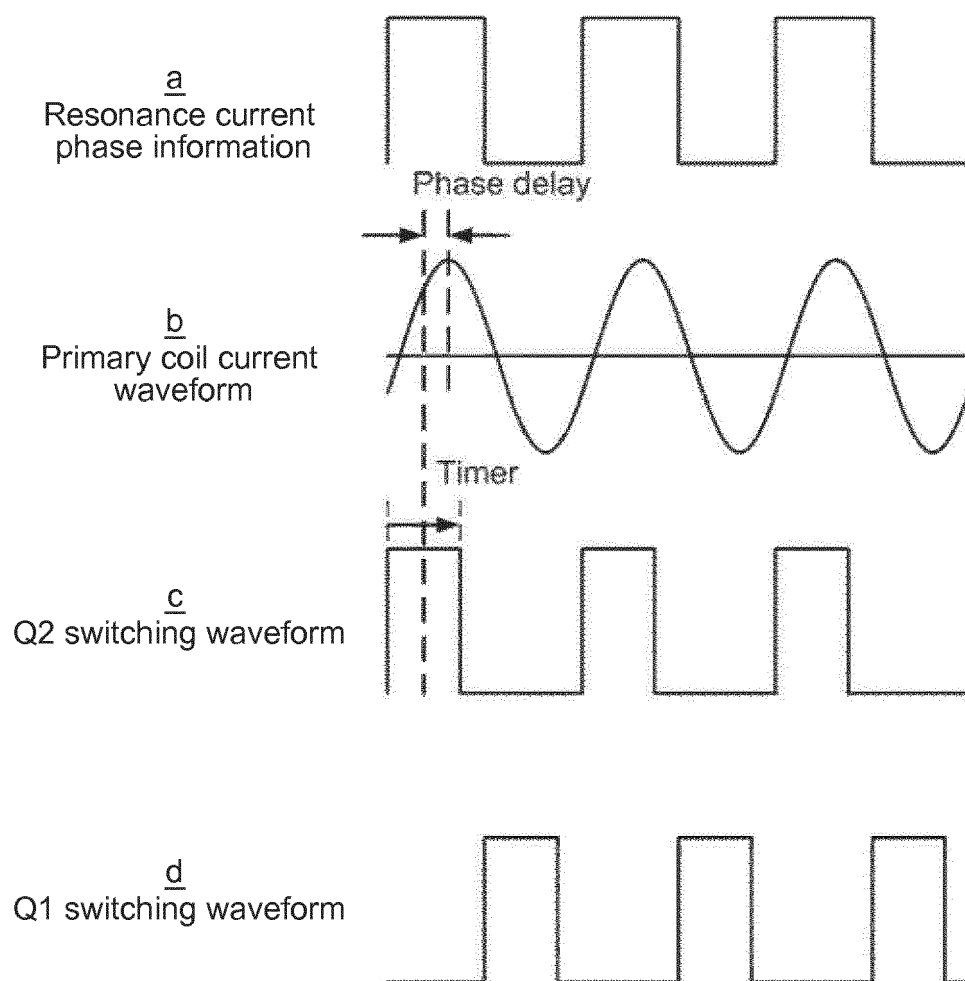 a
Resonance current
phase information
Phase delay
b
Primary coil current
waveform
Timer
c
Q2 switching waveform
d
Q1 switching waveform